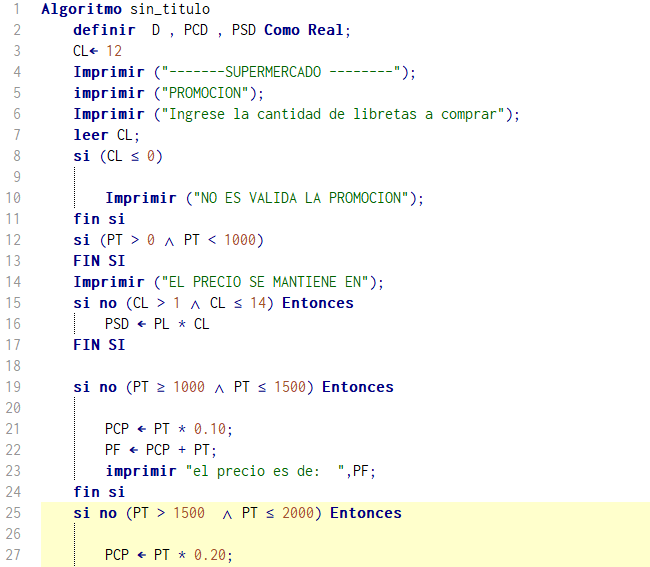 1 Algoritmo sin_titulo
2 definir D , PCD , PSD Como Real;
3 CL← 12
4 Imprimir ("-------SUPERMERCADO --------");
5 imprimir ("PROMOCION");
6 Imprimir ("Ingrese la cantidad de libretas a comprar");
7 leer CL;
8 si (CL ≤ 0)
9
10 Imprimir ("NO ES VALIDA LA PROMOCION");
11 fin si
12 si (PT > 0 ∧ PT < 1000)
13 FIN SI
14 Imprimir ("EL PRECIO SE MANTIENE EN");
15 si no (CL > 1 ∧ CL ≤ 14) Entonces
16 PSD ← PL * CL
17 FIN SI
18
19 si no (PT ≥ 1000 ∧ PT ≤ 1500) Entonces
20
21 PCP ← PT * 0.10;
22 PF ← PCP + PT;
23 imprimir "el precio es de:  ",PF;
24 fin si
25 si no (PT > 1500  ∧ PT ≤ 2000) Entonces
26
27 PCP ← PT * 0.20;